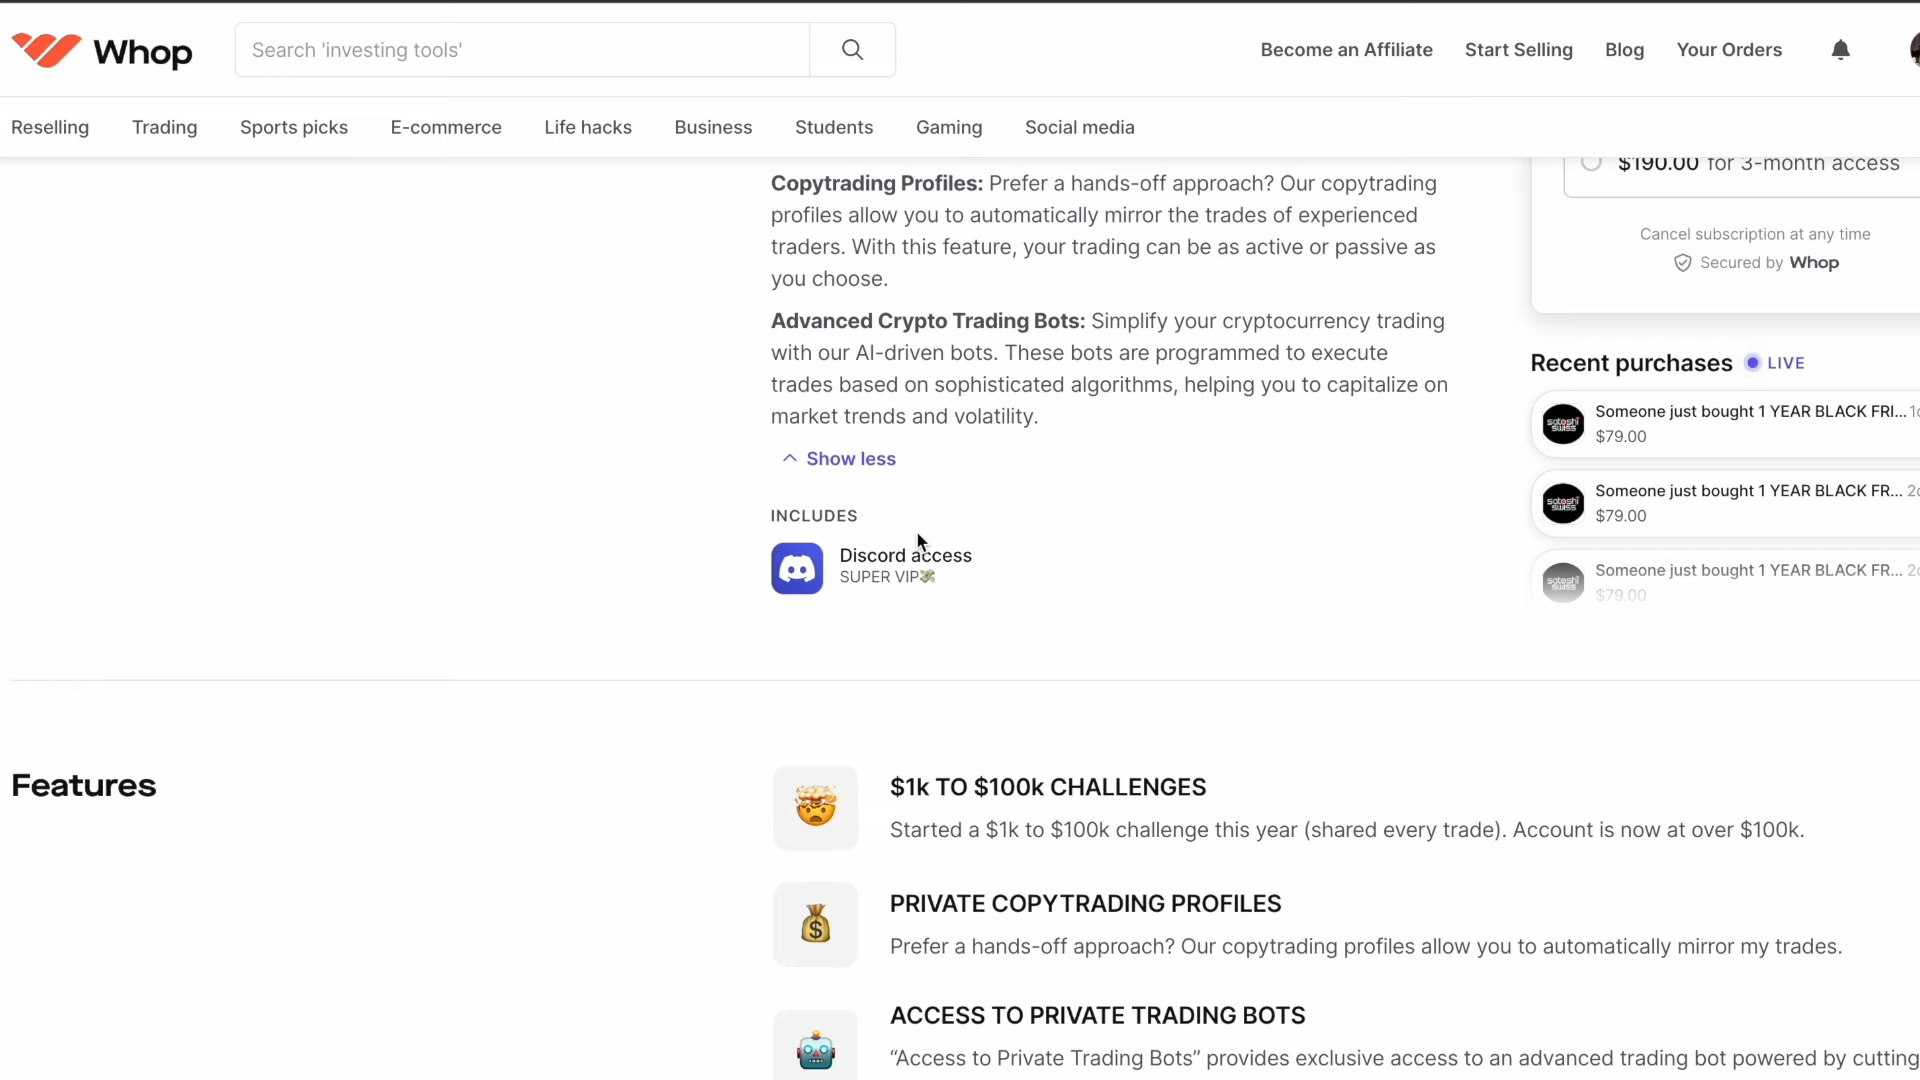 Whop
Search 'investing tools'
Become an Affiliate
Start Selling
Blog
Your Orders
Reselling
Trading
Sports picks
E-commerce
Life hacks
Business
Students
Gaming
Social media
Copytrading Profiles: Prefer a hands-off approach? Our copytrading
profiles allow you to automatically mirror the trades of experienced
traders. With this feature, your trading can be as active or passive as
you choose.
Advanced Crypto Trading Bots: Simplify your cryptocurrency trading
with our AI-driven bots. These bots are programmed to execute
trades based on sophisticated algorithms, helping you to capitalize on
market trends and volatility.
Show less
INCLUDES
Discord access
SUPER VIP💸
$190.00 for 3-month access
Cancel subscription at any time
Secured by Whop
Recent purchases LIVE
satoshi
swiss
Someone just bought 1 YEAR BLACK FRI...
$79.00
satoshi
swiss
Someone just bought 1 YEAR BLACK FR...
$79.00
satoshi
swiss
Someone just bought 1 YEAR BLACK FR...
$79.00
Features
$1k TO $100k CHALLENGES
Started a $1k to $100k challenge this year (shared every trade). Account is now at over $100k.
PRIVATE COPYTRADING PROFILES
Prefer a hands-off approach? Our copytrading profiles allow you to automatically mirror my trades.
ACCESS TO PRIVATE TRADING BOTS
“Access to Private Trading Bots” provides exclusive access to an advanced trading bot powered by cutting